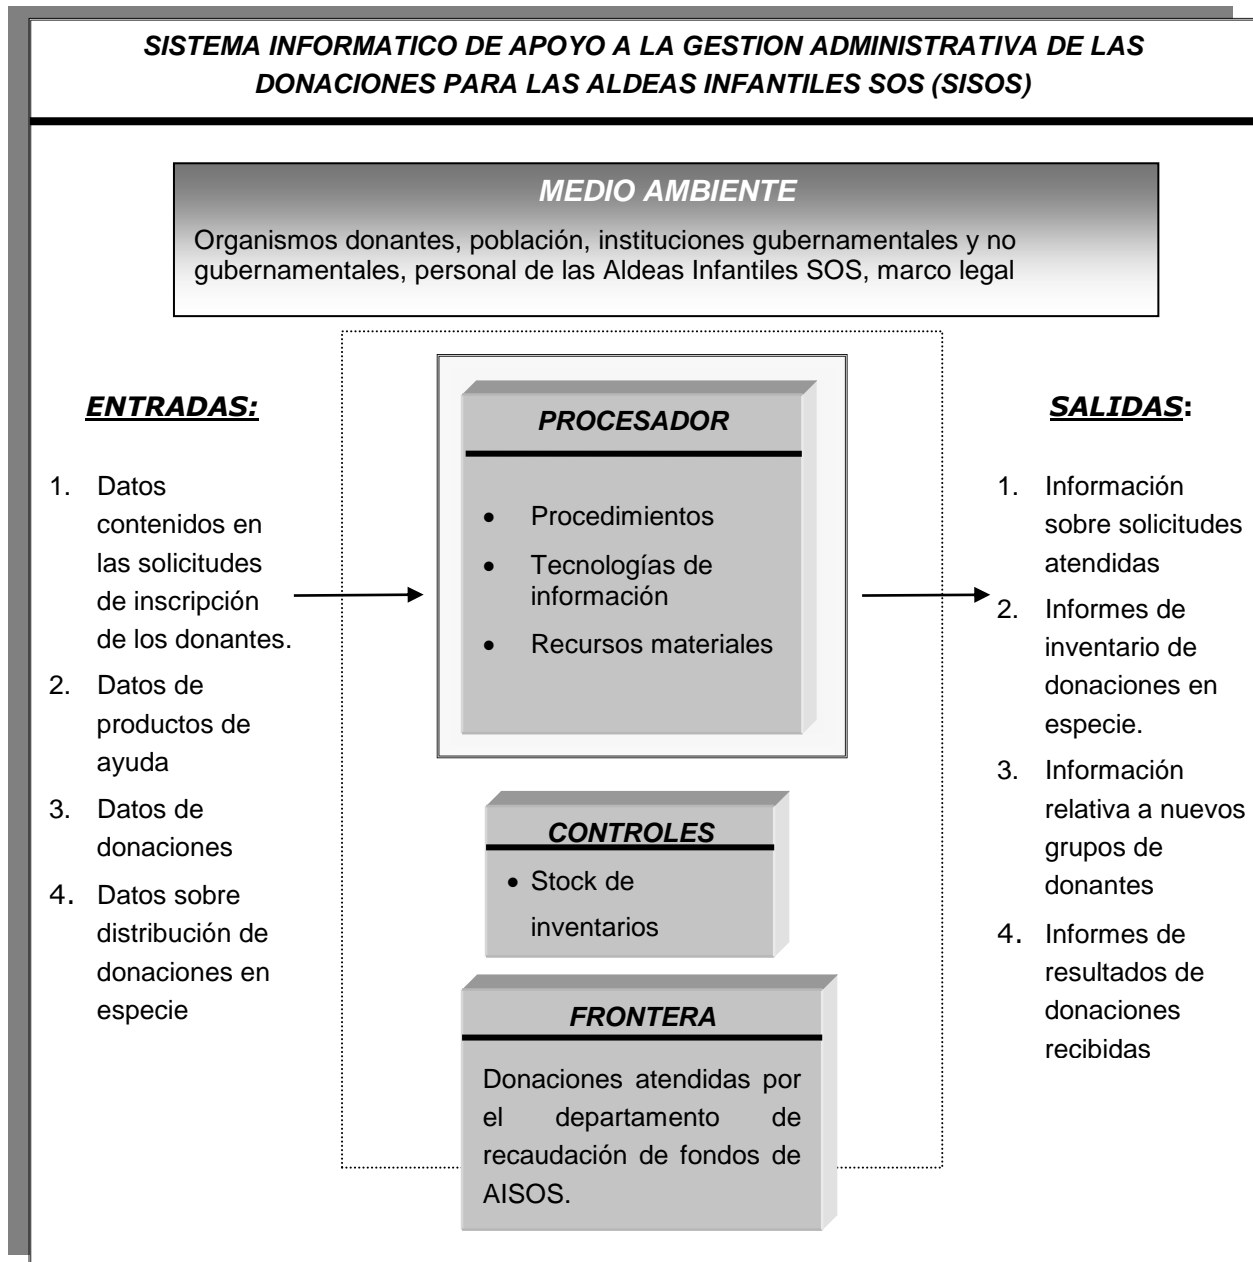 SISTEMA INFORMATICO DE APOYO A LA GESTION ADMINISTRATIVA DE LAS
DONACIONES PARA LAS ALDEAS INFANTILES SOS (SISOS)
MEDIO AMBIENTE
Organismos donantes, población, instituciones gubernamentales y no
gubernamentales, personal de las Aldeas Infantiles SOS, marco legal
ENTRADAS:
1. Datos
contenidos en
las solicitudes
de inscripción
de los donantes.
2. Datos de
productos de
ayuda
3. Datos de
donaciones
4. Datos sobre
distribución de
donaciones en
especie
PROCESADOR
• Procedimientos
• Tecnologías de
información
• Recursos materiales
CONTROLES
• Stock de
inventarios
FRONTERA
Donaciones atendidas por
el departamento de
recaudación de fondos de
AISOS.
SALIDAS:
1. Información
sobre solicitudes
atendidas
2. Informes de
inventario de
donaciones en
especie.
3. Información
relativa a nuevos
grupos de
donantes
4. Informes de
resultados de
donaciones
recibidas